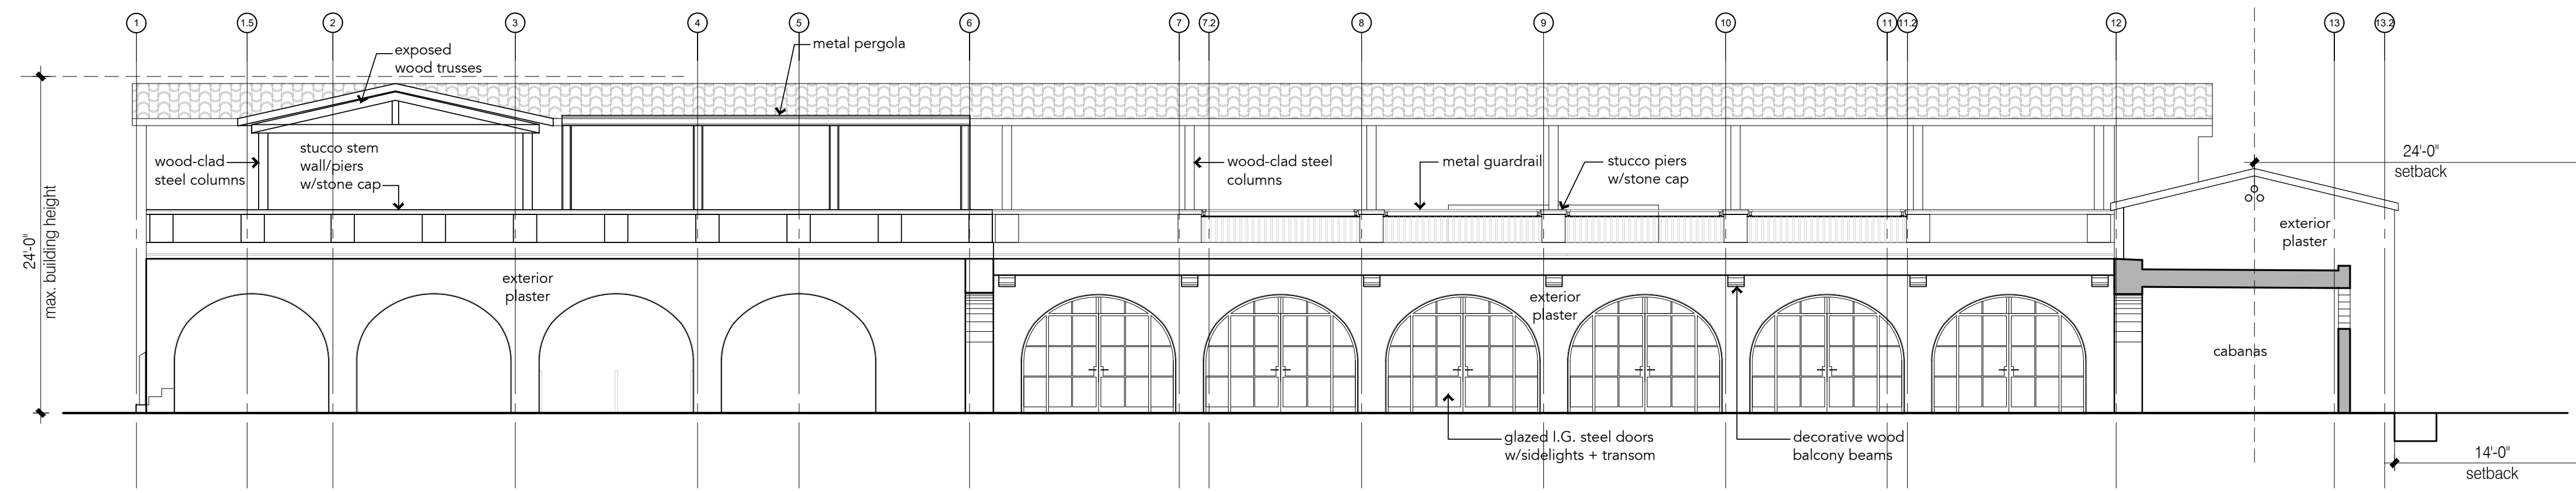 1 1.5 2 3 4 5 6 7 7.2 8 9 10 11 11.2 12 13 13.2
exposed
wood trusses
metal pergola
wood-clad
steel columns
stucco stem
wall/piers
w/stone cap
wood-clad steel
columns
metal guardrail
stucco piers
w/stone cap
24'-0"
setback
24'-0"
max. building height
exterior
plaster
exterior
plaster
exterior
plaster
cabanas
glazed I.G. steel doors
w/sidelights + transom
decorative wood
balcony beams
14'-0"
setback